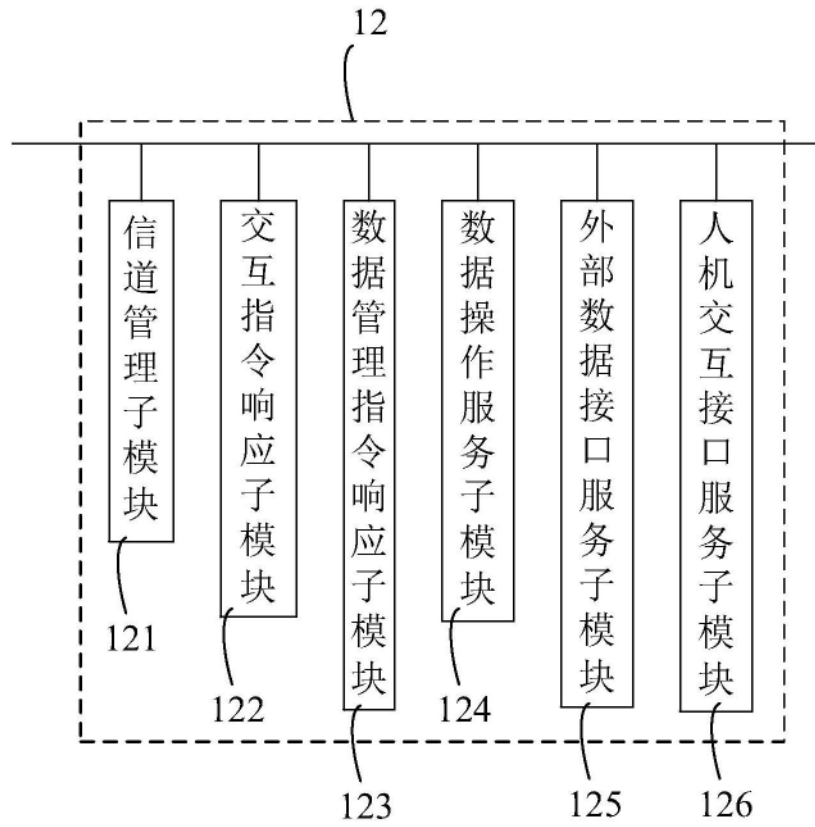 12
信道管理子模块
交互指令响应子模块
数据管理指令响应子模块
数据操作服务子模块
外部数据接口服务子模块
人机交互接口服务子模块
121
122
123
124
125
126